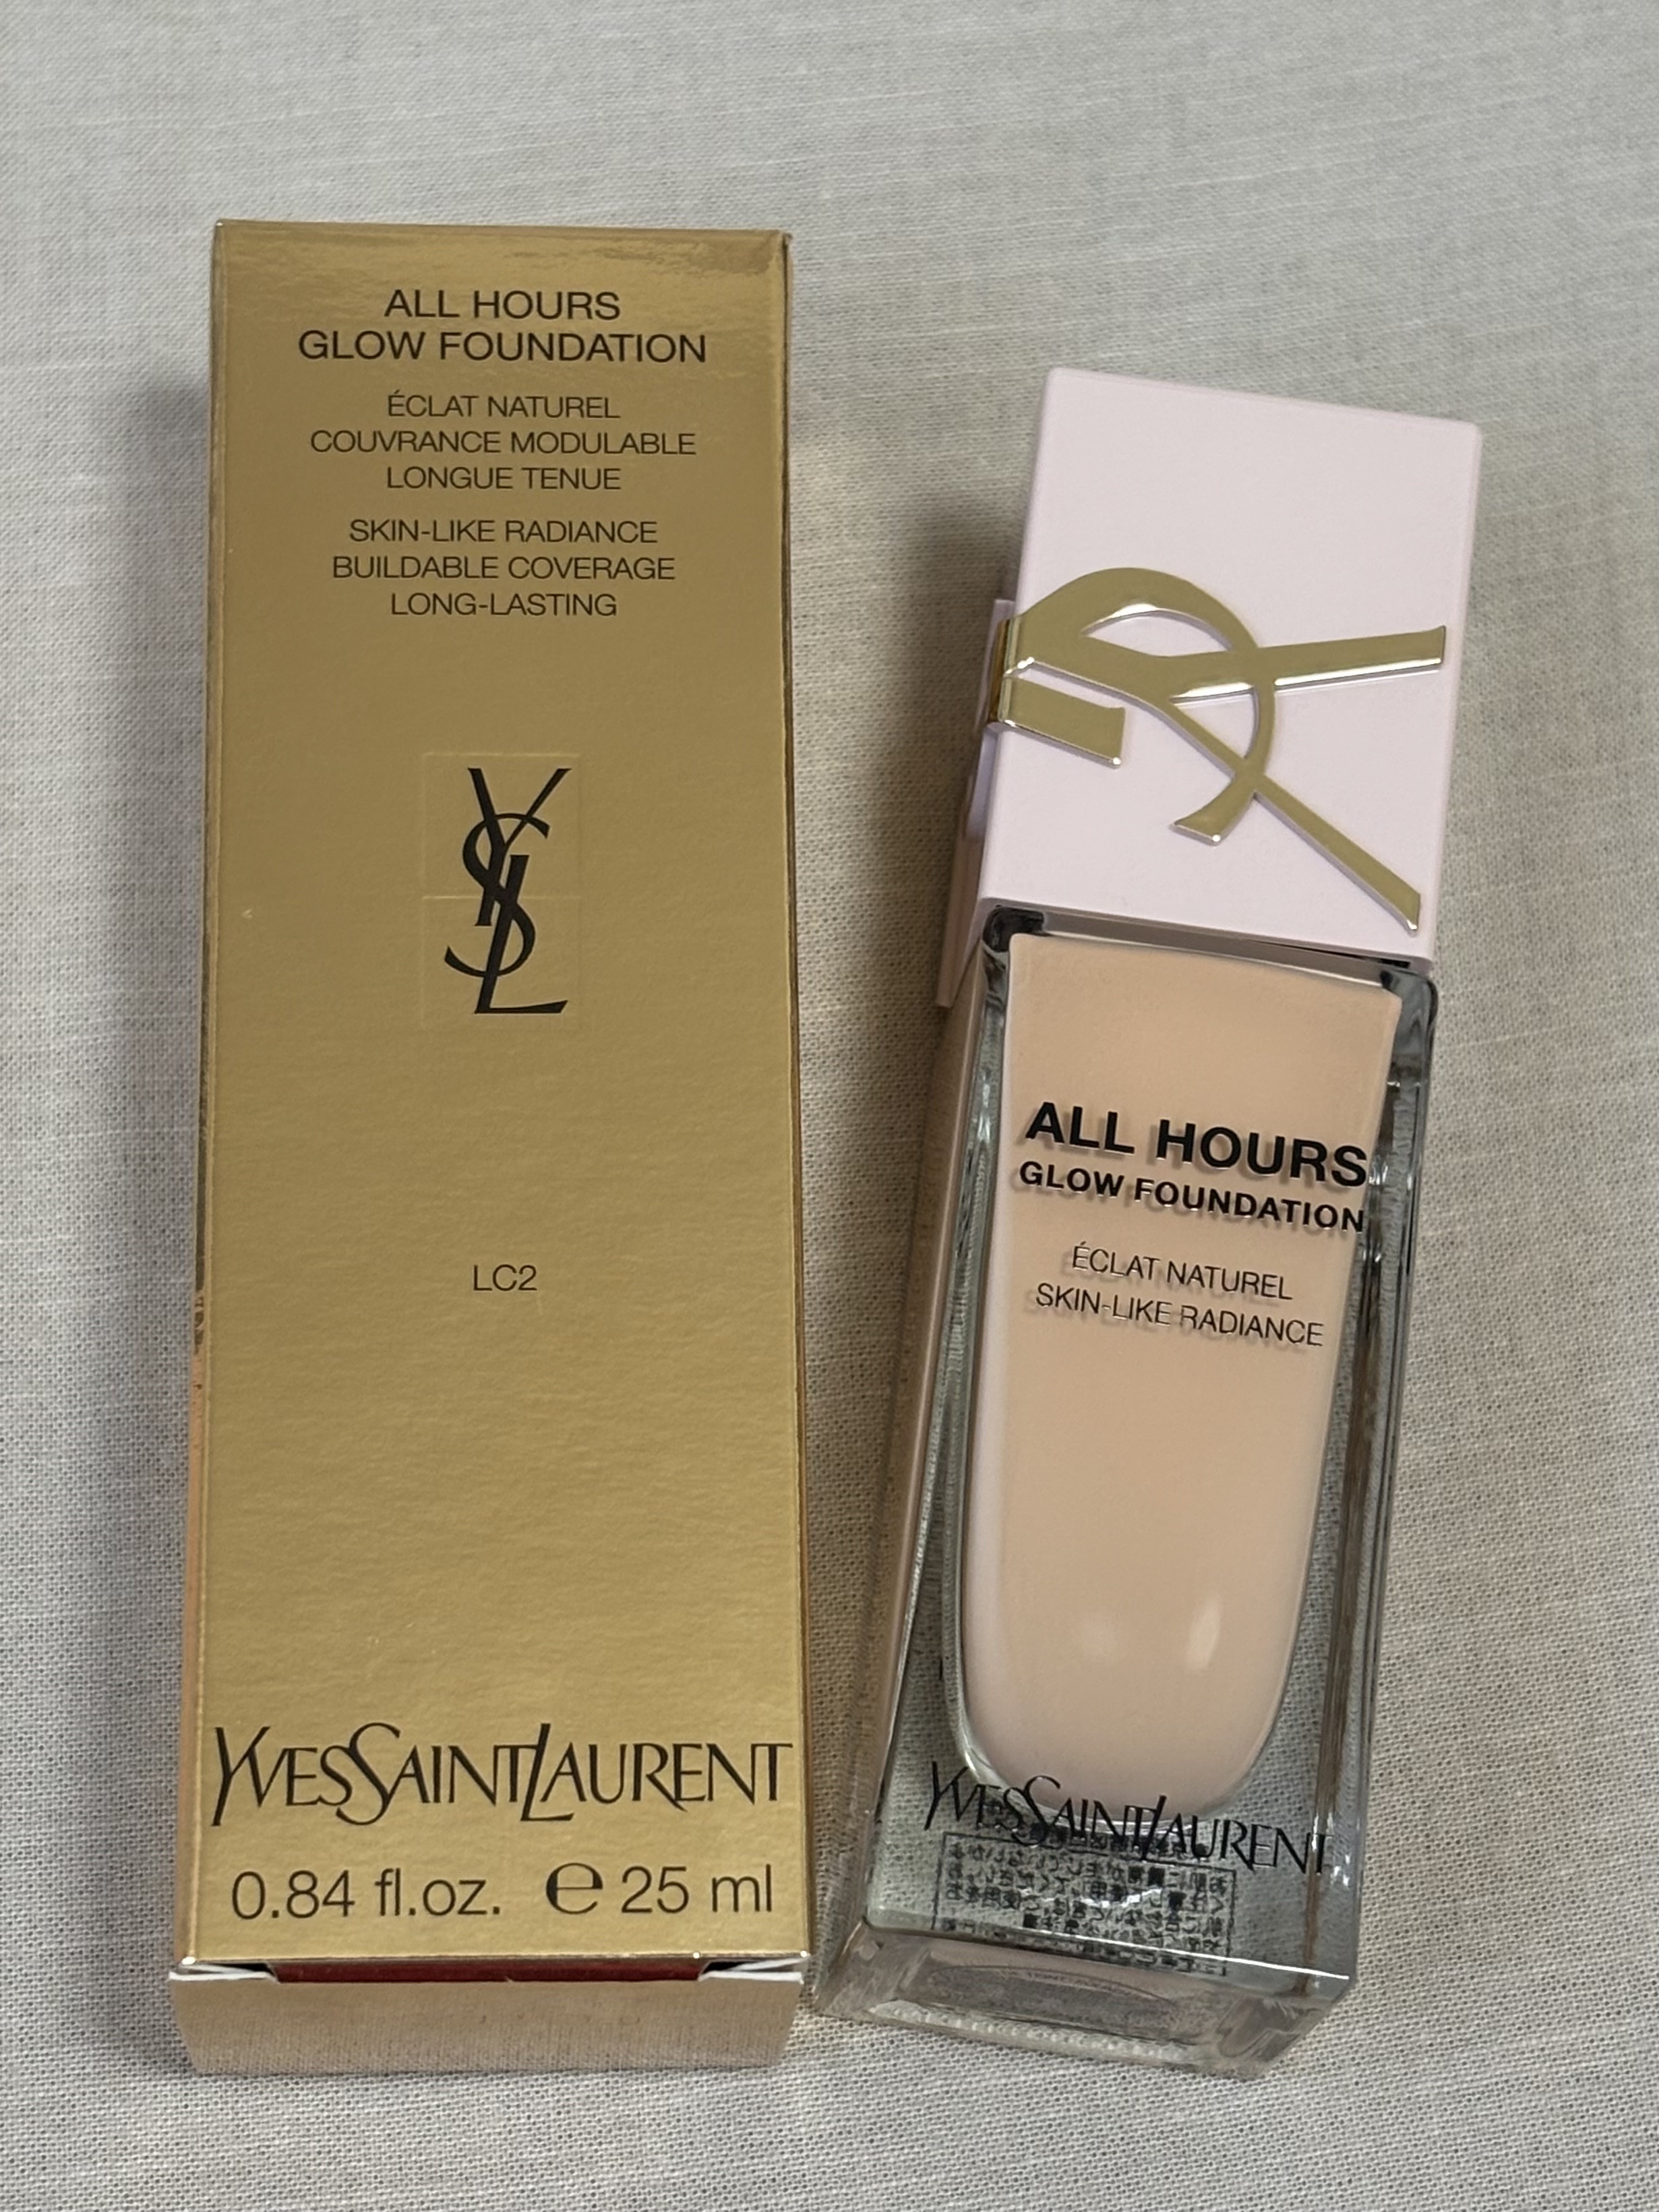 ALL HOURS
GLOW FOUNDATION
ÉCLAT NATUREL
COUVRANCE MODULABLE
LONGUE TENUE
SKIN-LIKE RADIANCE
BUILDABLE COVERAGE
LONG-LASTING
YSL
LC2
YVESSAINTLAURENT
0.84 fl.oz. ℮ 25 ml
YSL
ALL HOURS
GLOW FOUNDATION
ÉCLAT NATUREL
SKIN-LIKE RADIANCE
YVESSAINTLAURENT